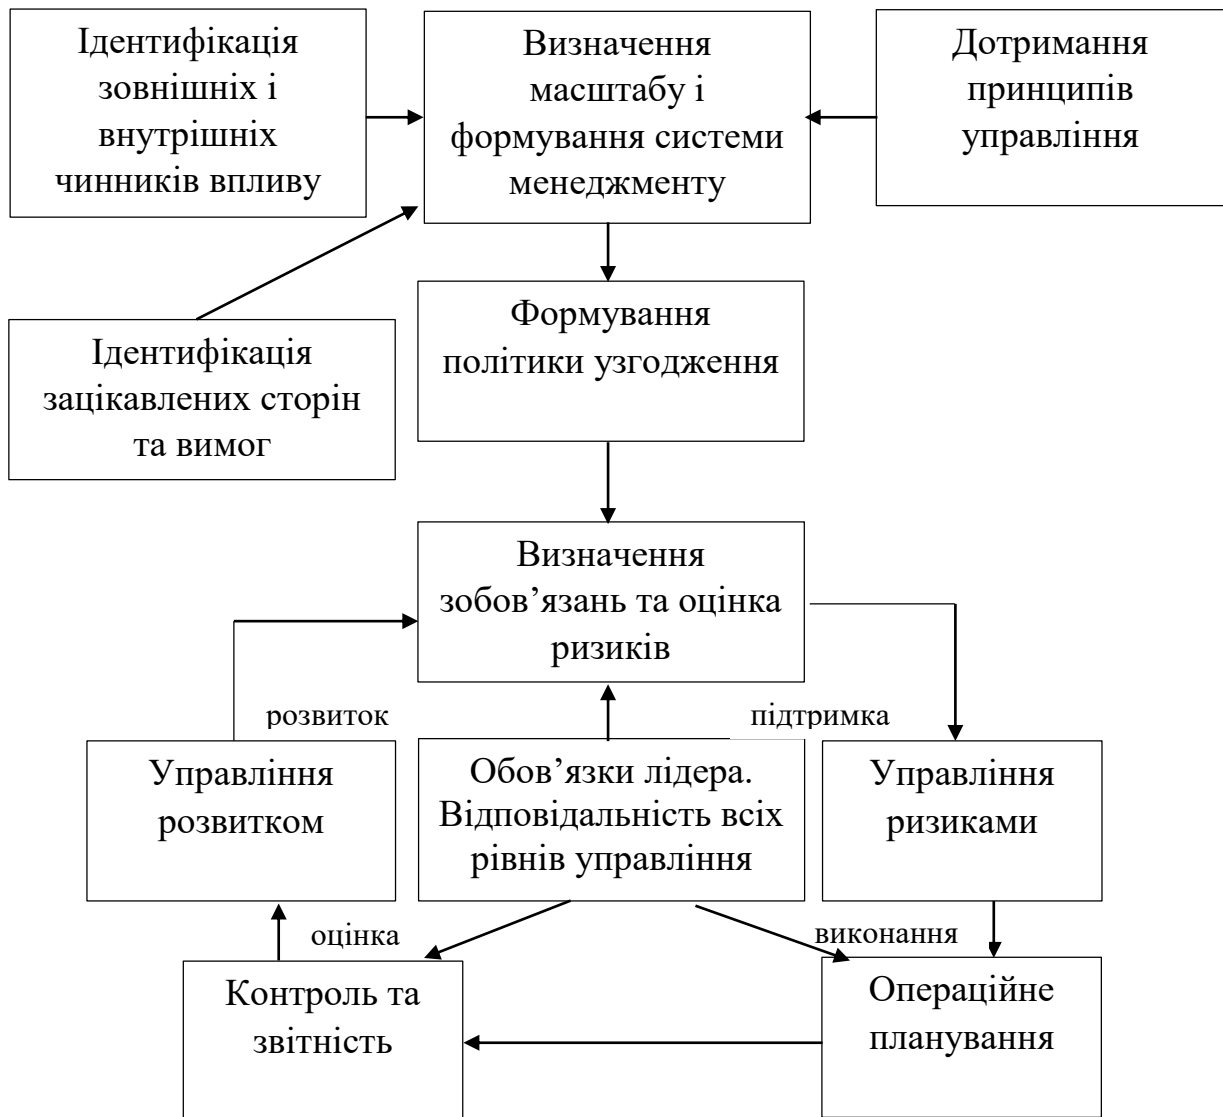 Ідентифікація
зовнішніх і
внутрішніх
чинників впливу
Визначення
масштабу і
формування системи
менеджменту
Дотримання
принципів
управління
Ідентифікація
зацікавлених сторін
та вимог
Формування
політики узгодження
Визначення
зобов’язань та оцінка
ризиків
розвиток
підтримка
Управління
розвитком
Обов’язки лідера.
Відповідальність всіх
рівнів управління
Управління
ризиками
оцінка
виконання
Контроль та
звітність
Операційне
планування